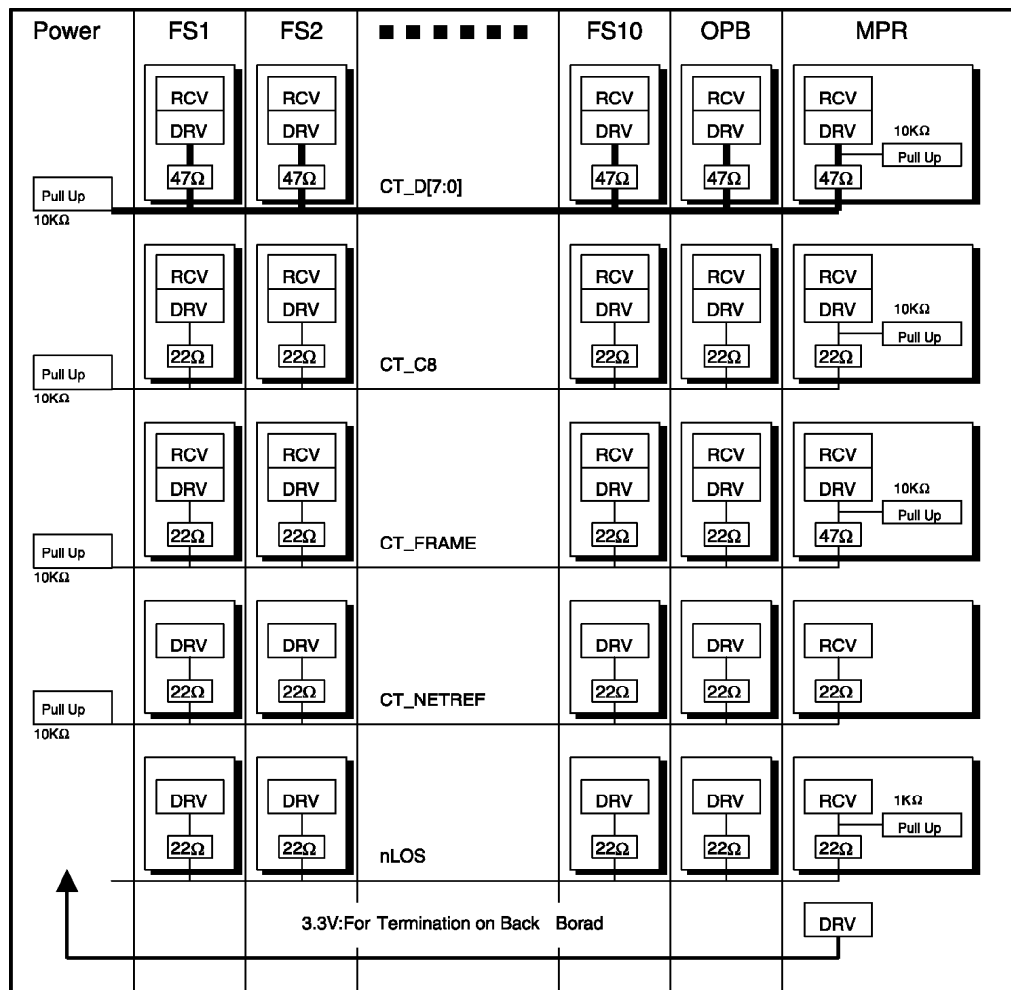 Power FS1 FS2 ■ ■ ■ ■ ■ ■ FS10 OPB MPR
RCV RCV RCV RCV RCV
DRV DRV DRV DRV DRV 10KΩ
Pull Up
47Ω 47Ω CT_D[7:0] 47Ω 47Ω 47Ω
Pull Up
10KΩ
RCV RCV RCV RCV RCV
DRV DRV DRV DRV DRV 10KΩ
Pull Up
22Ω 22Ω CT_C8 22Ω 22Ω 22Ω
Pull Up
10KΩ
RCV RCV RCV RCV RCV
DRV DRV DRV DRV DRV 10KΩ
Pull Up
22Ω 22Ω CT_FRAME 22Ω 22Ω 47Ω
Pull Up
10KΩ
DRV DRV DRV DRV RCV
22Ω 22Ω CT_NETREF 22Ω 22Ω 22Ω
Pull Up
10KΩ
DRV DRV DRV DRV RCV 1KΩ
Pull Up
22Ω 22Ω nLOS 22Ω 22Ω 22Ω
3.3V:For Termination on Back Borad DRV